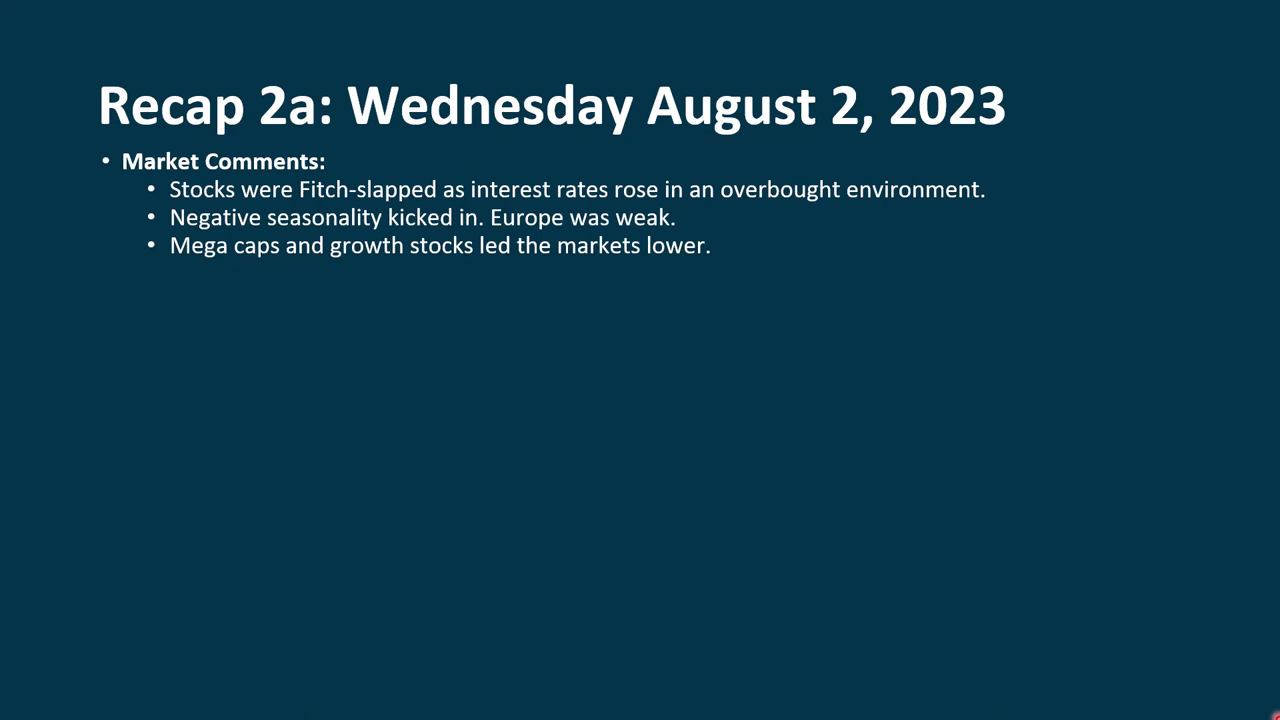 Recap 2a: Wednesday August 2, 2023
• Market Comments:
• Stocks were Fitch-slapped as interest rates rose in an overbought environment.
• Negative seasonality kicked in. Europe was weak.
• Mega caps and growth stocks led the markets lower.